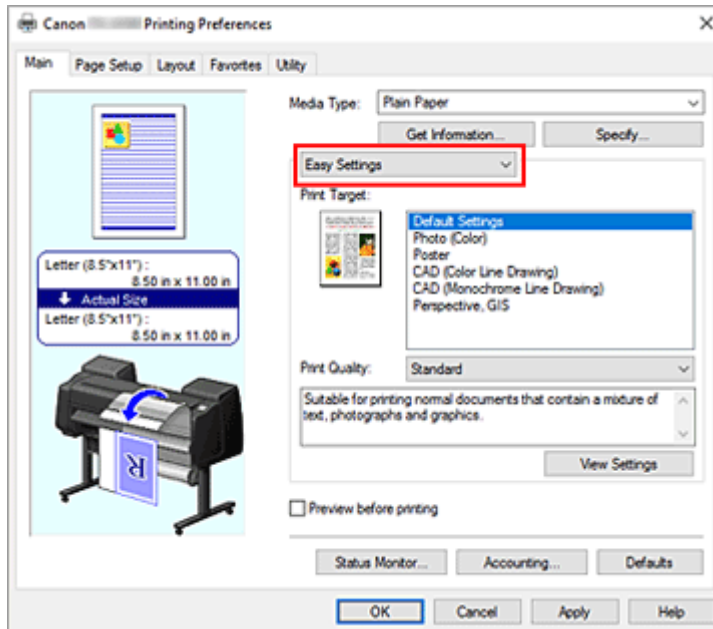 Canon Printing Preferences
Main Page Setup Layout Favorites Utility
Media Type: Plain Paper
Get Information... Specify...
Easy Settings
Print Target:
Default Settings
Photo (Color)
Poster
CAD (Color Line Drawing)
CAD (Monochrome Line Drawing)
Perspective, GIS
Letter (8.5"x11") :
8.50 in x 11.00 in
Actual Size
Letter (8.5"x11") :
8.50 in x 11.00 in
Print Quality: Standard
Suitable for printing normal documents that contain a mixture of
text, photographs and graphics.
View Settings
Preview before printing
Status Monitor... Accounting... Defaults
OK Cancel Apply Help